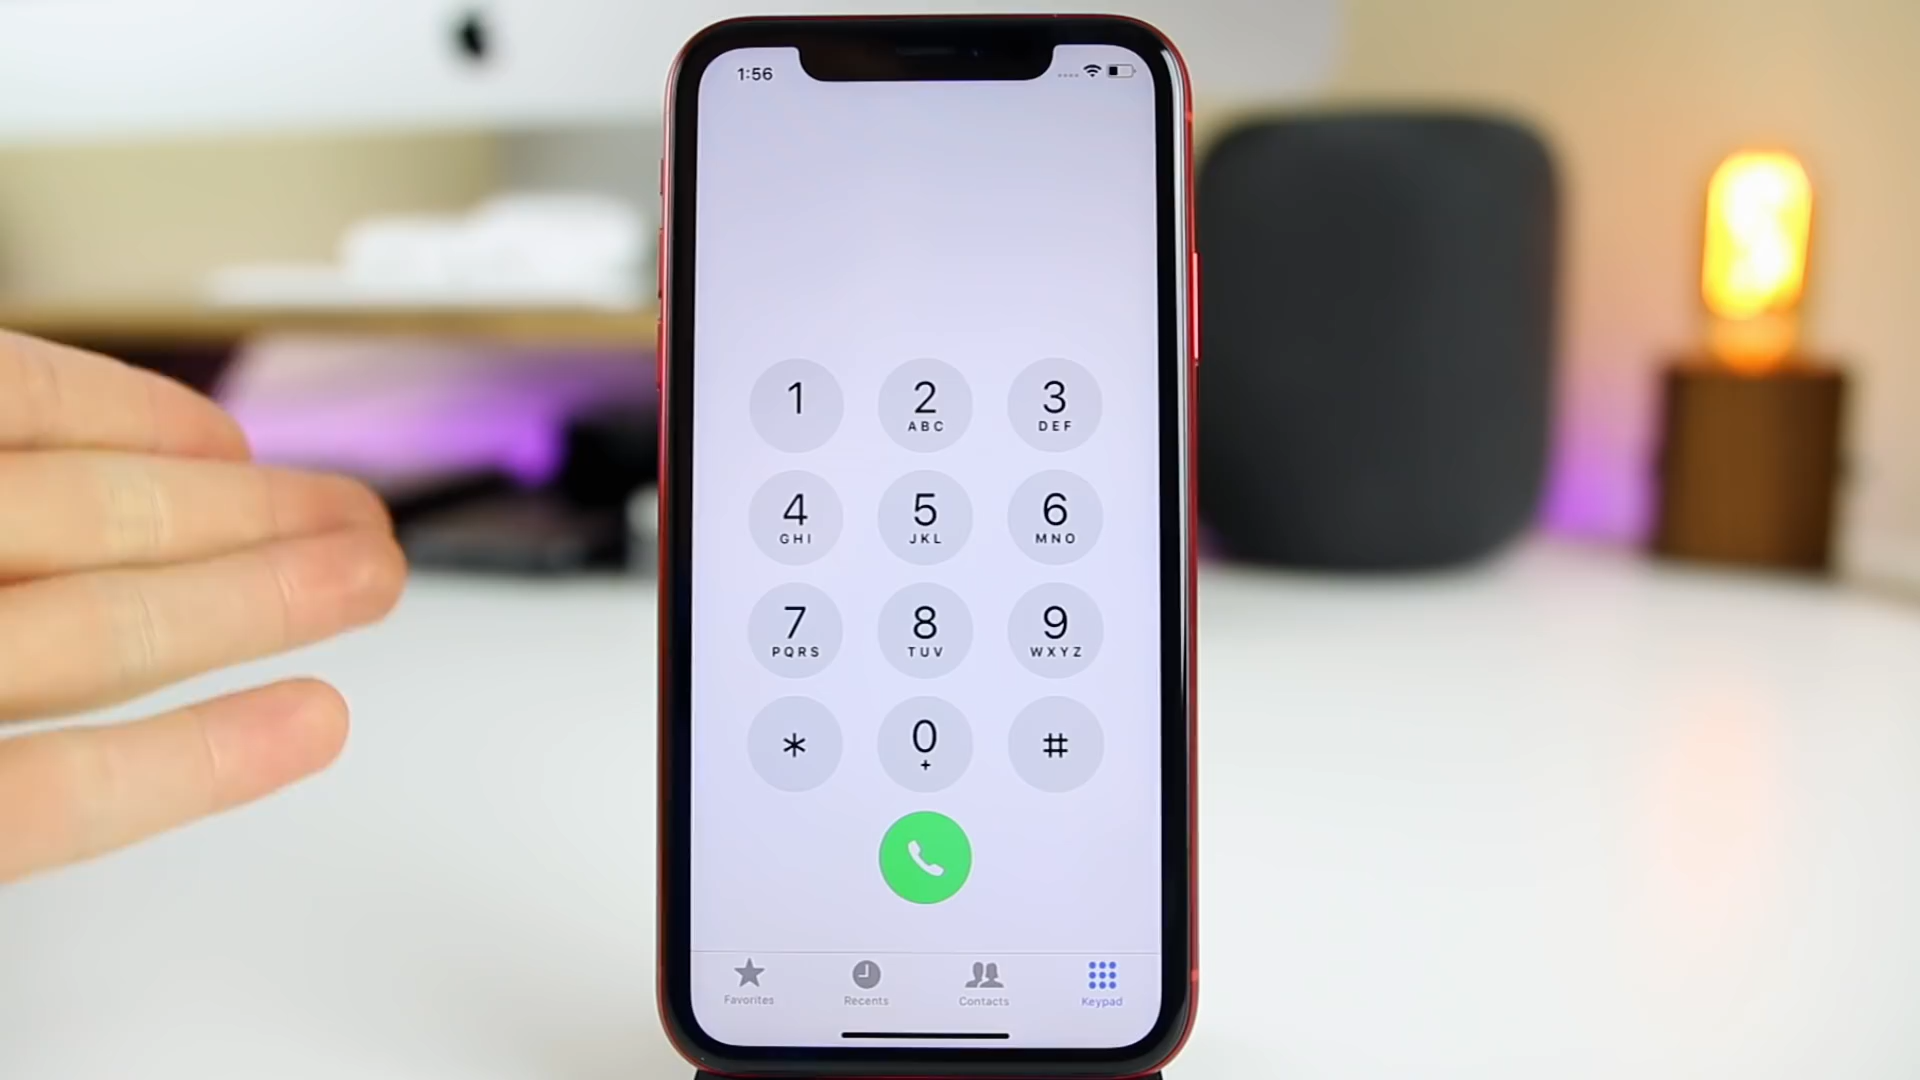 1:56
1
2
ABC
3
DEF
4
GHI
5
JKL
6
MNO
7
PQRS
8
TUV
9
WXYZ
*
0
+
#
Favorites
Recents
Contacts
Keypad